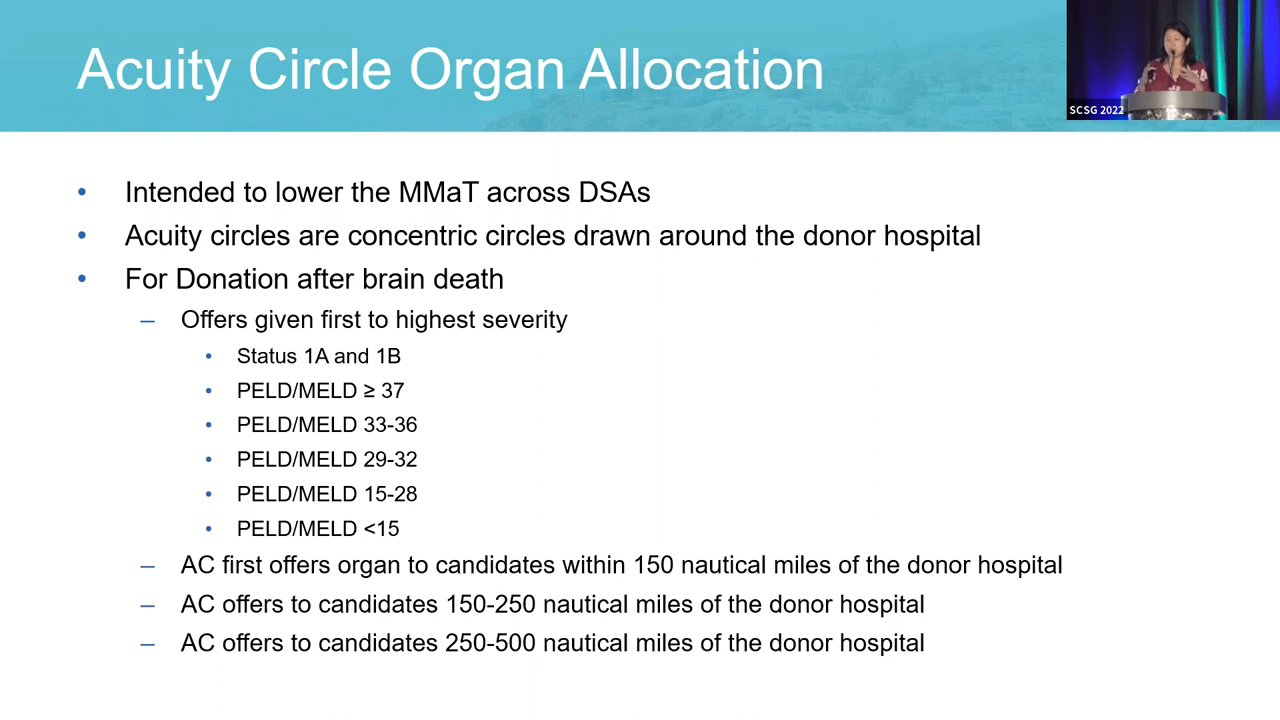 Acuity Circle Organ Allocation
SCSG 2022
• Intended to lower the MMaT across DSAs
• Acuity circles are concentric circles drawn around the donor hospital
• For Donation after brain death
– Offers given first to highest severity
• Status 1A and 1B
• PELD/MELD ≥ 37
• PELD/MELD 33-36
• PELD/MELD 29-32
• PELD/MELD 15-28
• PELD/MELD <15
– AC first offers organ to candidates within 150 nautical miles of the donor hospital
– AC offers to candidates 150-250 nautical miles of the donor hospital
– AC offers to candidates 250-500 nautical miles of the donor hospital